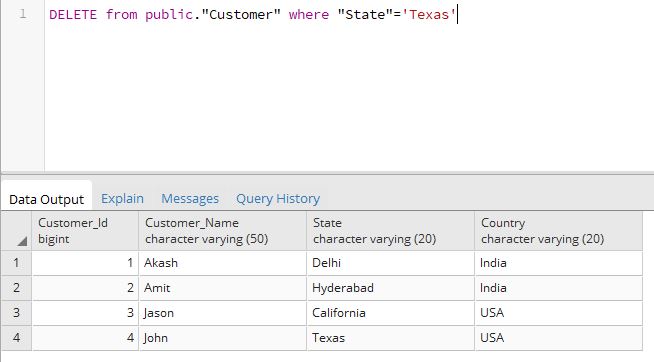 1 DELETE from public."Customer" where "State"='Texas'
Data Output Explain Messages Query History
Customer_Id Customer_Name State Country
bigint character varying (50) character varying (20) character varying (20)
1 1 Akash Delhi India
2 2 Amit Hyderabad India
3 3 Jason California USA
4 4 John Texas USA